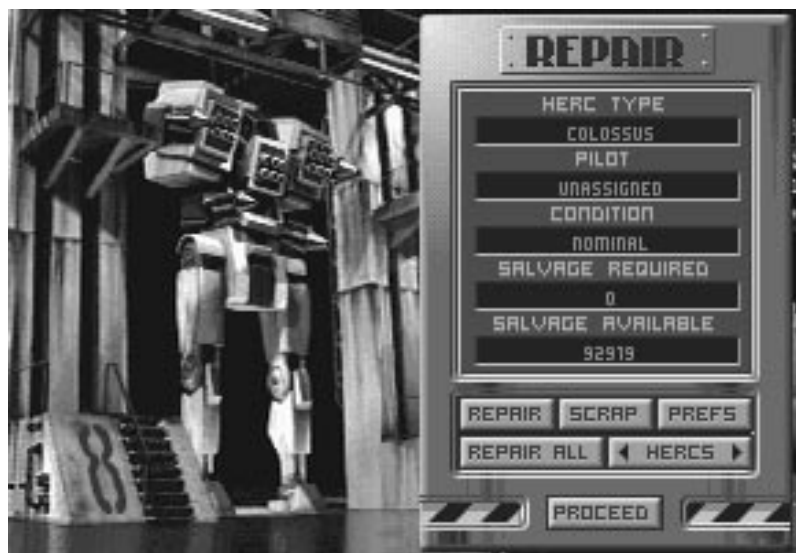 REPAIR
HERC TYPE
COLOSSUS
PILOT
UNASSIGNED
CONDITION
NOMINAL
SALVAGE REQUIRED
0
SALVAGE AVAILABLE
92919
REPAIR SCRAP PREFS
REPAIR ALL HERCS
PROCEED
8